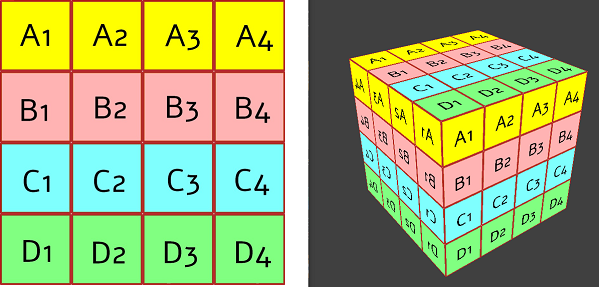 A1 A2 A3 A4
B1 B2 B3 B4
C1 C2 C3 C4
D1 D2 D3 D4
A1 A2 A3 A4
B1 B2 B3 B4
C1 C2 C3 C4
D1 D2 D3 D4
A4 A3 A2 A1
B4 B3 B2 B1
C4 C3 C2 C1
D4 D3 D2 D1
A1 A2 A3 A4
B1 B2 B3 B4
C1 C2 C3 C4
D1 D2 D3 D4